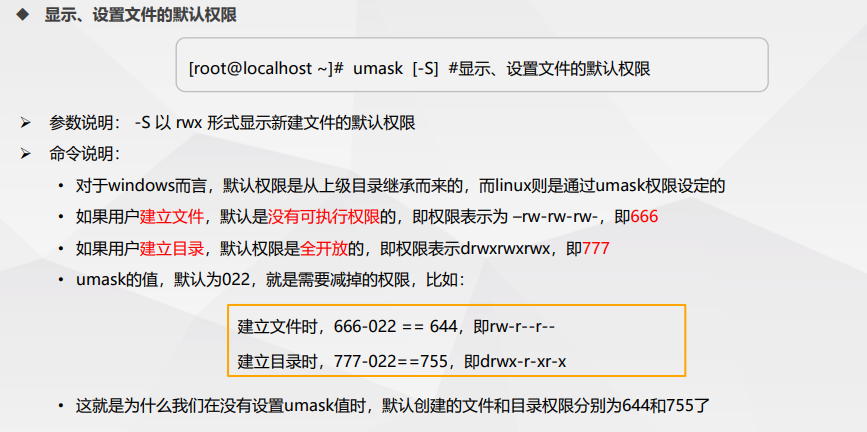 ◆ 显示、设置文件的默认权限
[root@localhost ~]# umask [-S] #显示、设置文件的默认权限
➢ 参数说明： -S 以 rwx 形式显示新建文件的默认权限
➢ 命令说明：
• 对于windows而言，默认权限是从上级目录继承而来的，而linux则是通过umask权限设定的
• 如果用户建立文件，默认是没有可执行权限的，即权限表示为 –rw-rw-rw-，即666
• 如果用户建立目录，默认权限是全开放的，即权限表示drwxrwxrwx，即777
• umask的值，默认为022，就是需要减掉的权限，比如：
建立文件时，666-022 == 644，即rw-r--r--
建立目录时，777-022==755，即drwx-r-xr-x
• 这就是为什么我们在没有设置umask值时，默认创建的文件和目录权限分别为644和755了